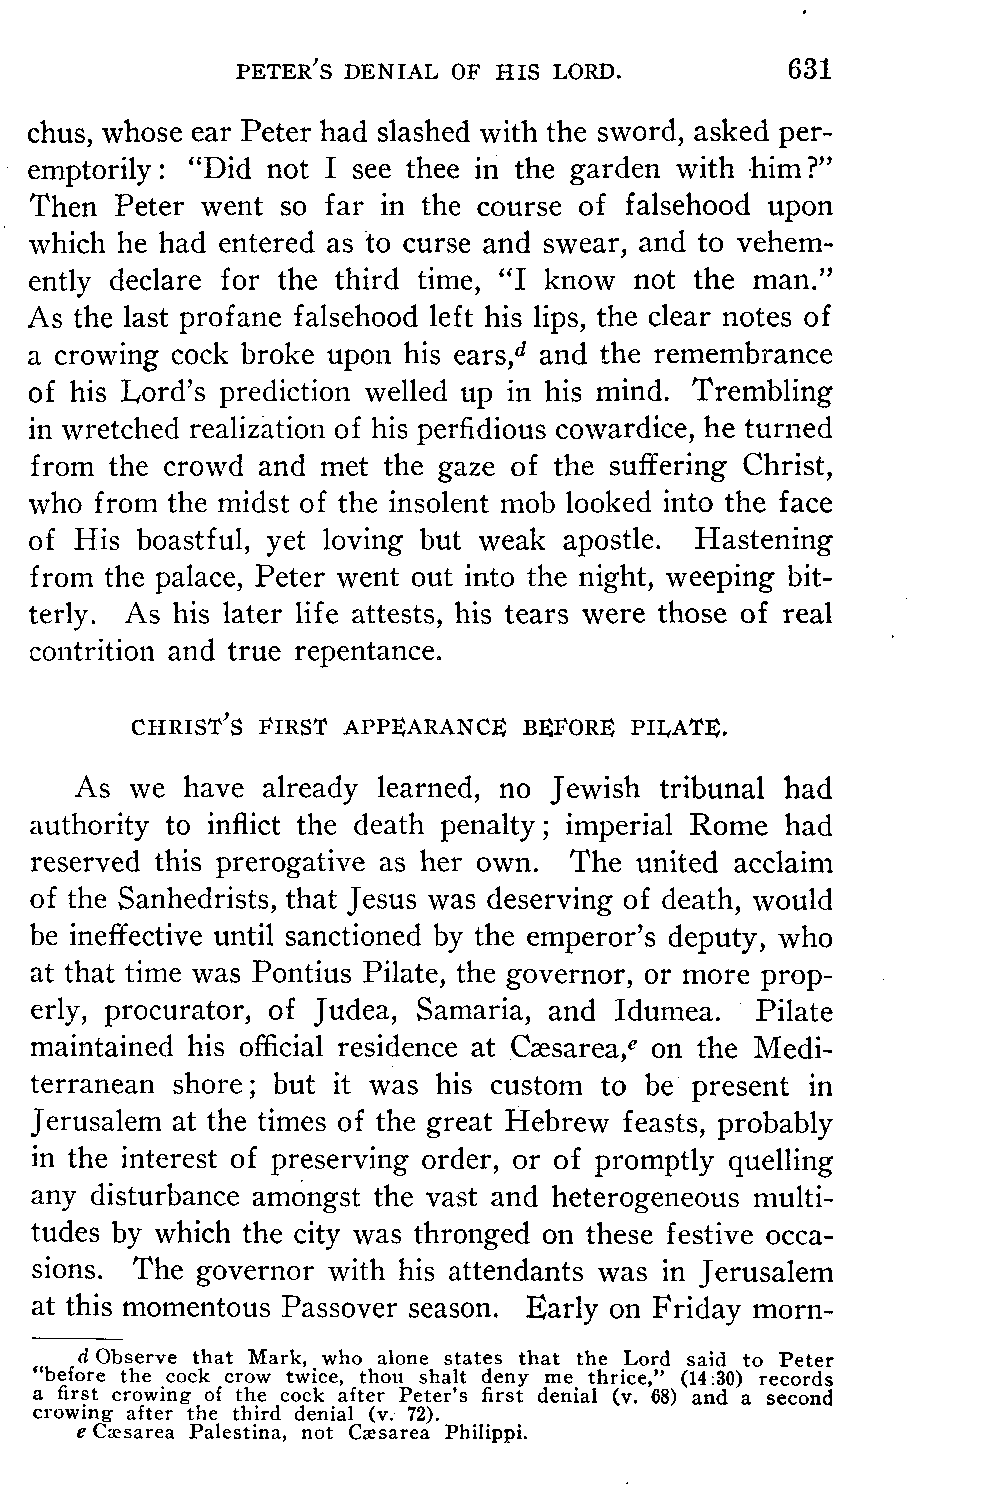 PETER'S DENIAL OF HIS LORD. 631
chus, whose ear Peter had slashed with the sword, asked per-
emptorily: "Did not I see thee in the garden with him?"
Then Peter went so far in the course of falsehood upon
which he had entered as to curse and swear, and to vehem-
ently declare for the third time, "I know not the man."
As the last profane falsehood left his lips, the clear notes of
a crowing cock broke upon his ears,d and the remembrance
of his Lord's prediction welled up in his mind. Trembling
in wretched realization of his perfidious cowardice, he turned
from the crowd and met the gaze of the suffering Christ,
who from the midst of the insolent mob looked into the face
of His boastful, yet loving but weak apostle. Hastening
from the palace, Peter went out into the night, weeping bit-
terly. As his later life attests, his tears were those of real
contrition and true repentance.
CHRIST'S FIRST APPEARANCE BEFORE PILATE.
As we have already learned, no Jewish tribunal had
authority to inflict the death penalty; imperial Rome had
reserved this prerogative as her own. The united acclaim
of the Sanhedrists, that Jesus was deserving of death, would
be ineffective until sanctioned by the emperor's deputy, who
at that time was Pontius Pilate, the governor, or more prop-
erly, procurator, of Judea, Samaria, and Idumea. Pilate
maintained his official residence at Cæsarea,e on the Medi-
terranean shore; but it was his custom to be present in
Jerusalem at the times of the great Hebrew feasts, probably
in the interest of preserving order, or of promptly quelling
any disturbance amongst the vast and heterogeneous multi-
tudes by which the city was thronged on these festive occa-
sions. The governor with his attendants was in Jerusalem
at this momentous Passover season. Early on Friday morn-
d Observe that Mark, who alone states that the Lord said to Peter
"before the cock crow twice, thou shalt deny me thrice," (14:30) records
a first crowing of the cock after Peter's first denial (v. 68) and a second
crowing after the third denial (v. 72).
e Cæsarea Palestina, not Cæsarea Philippi.